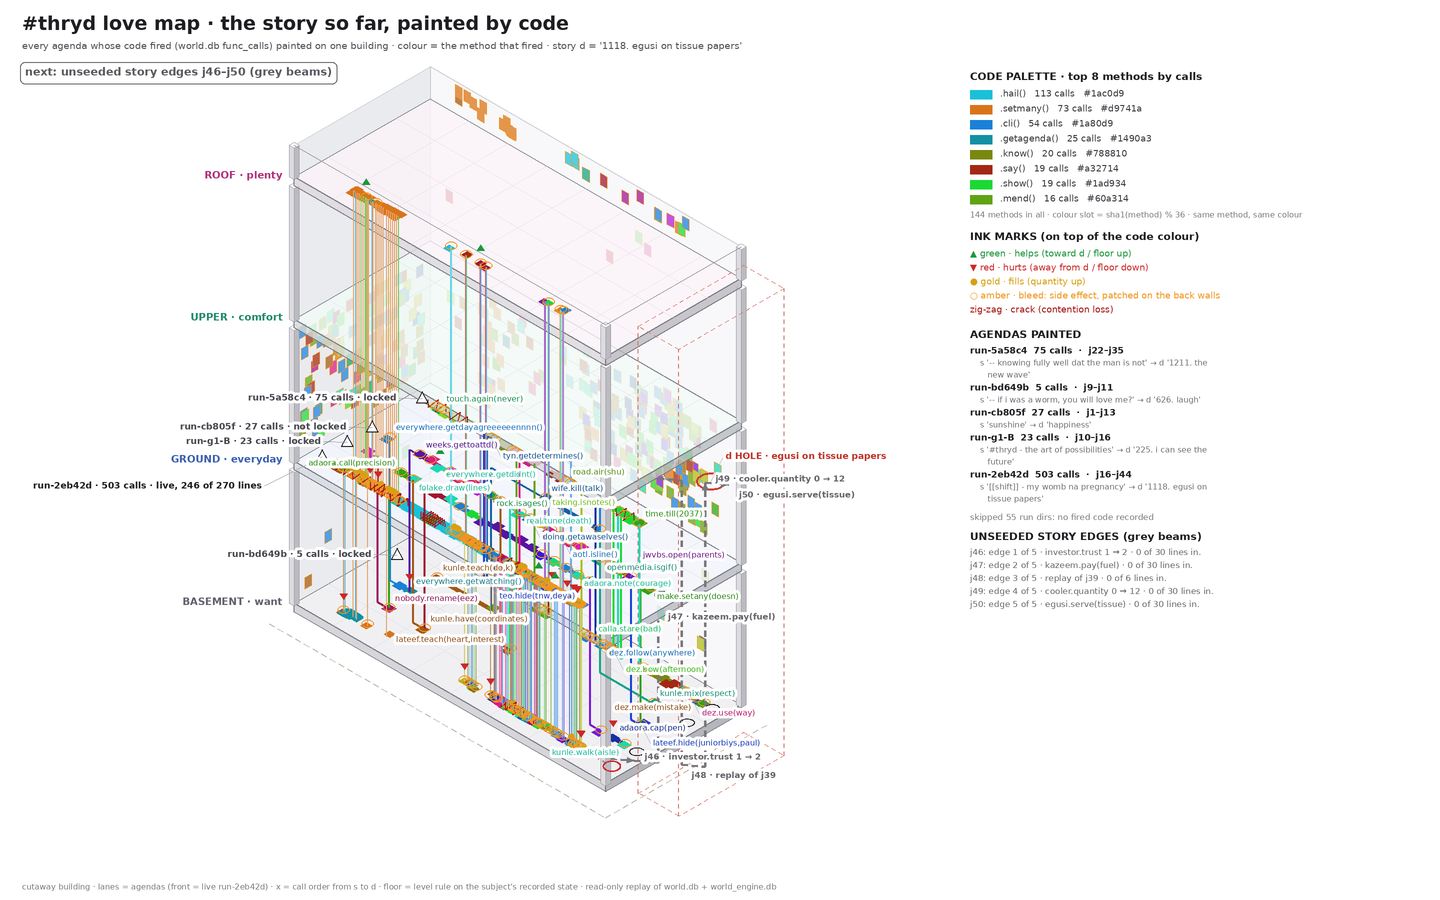 #thryd love map · the story so far, painted by code
every agenda whose code fired (world.db func_calls) painted on one building · colour = the method that fired · story d = '1118. egusi on tissue papers'
next: unseeded story edges j46–j50 (grey beams)
ROOF · plenty
UPPER · comfort
run-5a58c4 · 75 calls · locked
touch.again(never)
run-cb805f · 27 calls · not locked
everywhere.getdayagreeeeeennnn()
run-g1-B · 23 calls · locked
weeks.gettoattd()
GROUND · everyday
adaora.call(precision)
tyn.getdetermines()
d HOLE · egusi on tissue papers
road.air(shu)
everywhere.getdidnt()
j49 · cooler.quantity 0 → 12
run-2eb42d · 503 calls · live, 246 of 270 lines
folake.draw(lines)
wife.kill(talk)
j50 · egusi.serve(tissue)
rock.isages()
taking.isnotes()
time.till(2037)
real.tune(death)
doing.getawaselves()
run-bd649b · 5 calls · locked
aotl.isline()
jwvbs.open(parents)
kunle.teach(do,k)
openmedia.isgif()
everywhere.getwatching()
adaora.note(courage)
nobody.rename(eez)
teo.hide(tnw,deya)
make.setany(doesn)
BASEMENT · want
kunle.have(coordinates)
j47 · kazeem.pay(fuel)
calla.stare(bad)
lateef.teach(heart,interest)
dez.follow(anywhere)
dez.bow(afternoon)
kunle.mix(respect)
dez.make(mistake)
dez.use(way)
adaora.cap(pen)
lateef.hide(juniorbiys,paul)
kunle.walk(aisle)
j46 · investor.trust 1 → 2
j48 · replay of j39
CODE PALETTE · top 8 methods by calls
.hail() 113 calls #1ac0d9
.setmany() 73 calls #d9741a
.cli() 54 calls #1a80d9
.getagenda() 25 calls #1490a3
.know() 20 calls #788810
.say() 19 calls #a32714
.show() 19 calls #1ad934
.mend() 16 calls #60a314
144 methods in all · colour slot = sha1(method) % 36 · same method, same colour
INK MARKS (on top of the code colour)
▲ green · helps (toward d / floor up)
▼ red · hurts (away from d / floor down)
● gold · fills (quantity up)
○ amber · bleed: side effect, patched on the back walls
zig-zag · crack (contention loss)
AGENDAS PAINTED
run-5a58c4 75 calls · j22–j35
s '-- knowing fully well dat the man is not' → d '1211. the
new wave'
run-bd649b 5 calls · j9–j11
s '-- if i was a worm, you will love me?' → d '626. laugh'
run-cb805f 27 calls · j1–j13
s 'sunshine' → d 'happiness'
run-g1-B 23 calls · j10–j16
s '#thryd - the art of possibilities' → d '225. i can see the
future'
run-2eb42d 503 calls · j16–j44
s '[[shift]] - my womb na pregnancy' → d '1118. egusi on
tissue papers'
skipped 55 run dirs: no fired code recorded
UNSEEDED STORY EDGES (grey beams)
j46: edge 1 of 5 · investor.trust 1 → 2 · 0 of 30 lines in.
j47: edge 2 of 5 · kazeem.pay(fuel) · 0 of 30 lines in.
j48: edge 3 of 5 · replay of j39 · 0 of 6 lines in.
j49: edge 4 of 5 · cooler.quantity 0 → 12 · 0 of 30 lines in.
j50: edge 5 of 5 · egusi.serve(tissue) · 0 of 30 lines in.
cutaway building · lanes = agendas (front = live run-2eb42d) · x = call order from s to d · floor = level rule on the subject's recorded state · read-only replay of world.db + world_engine.db